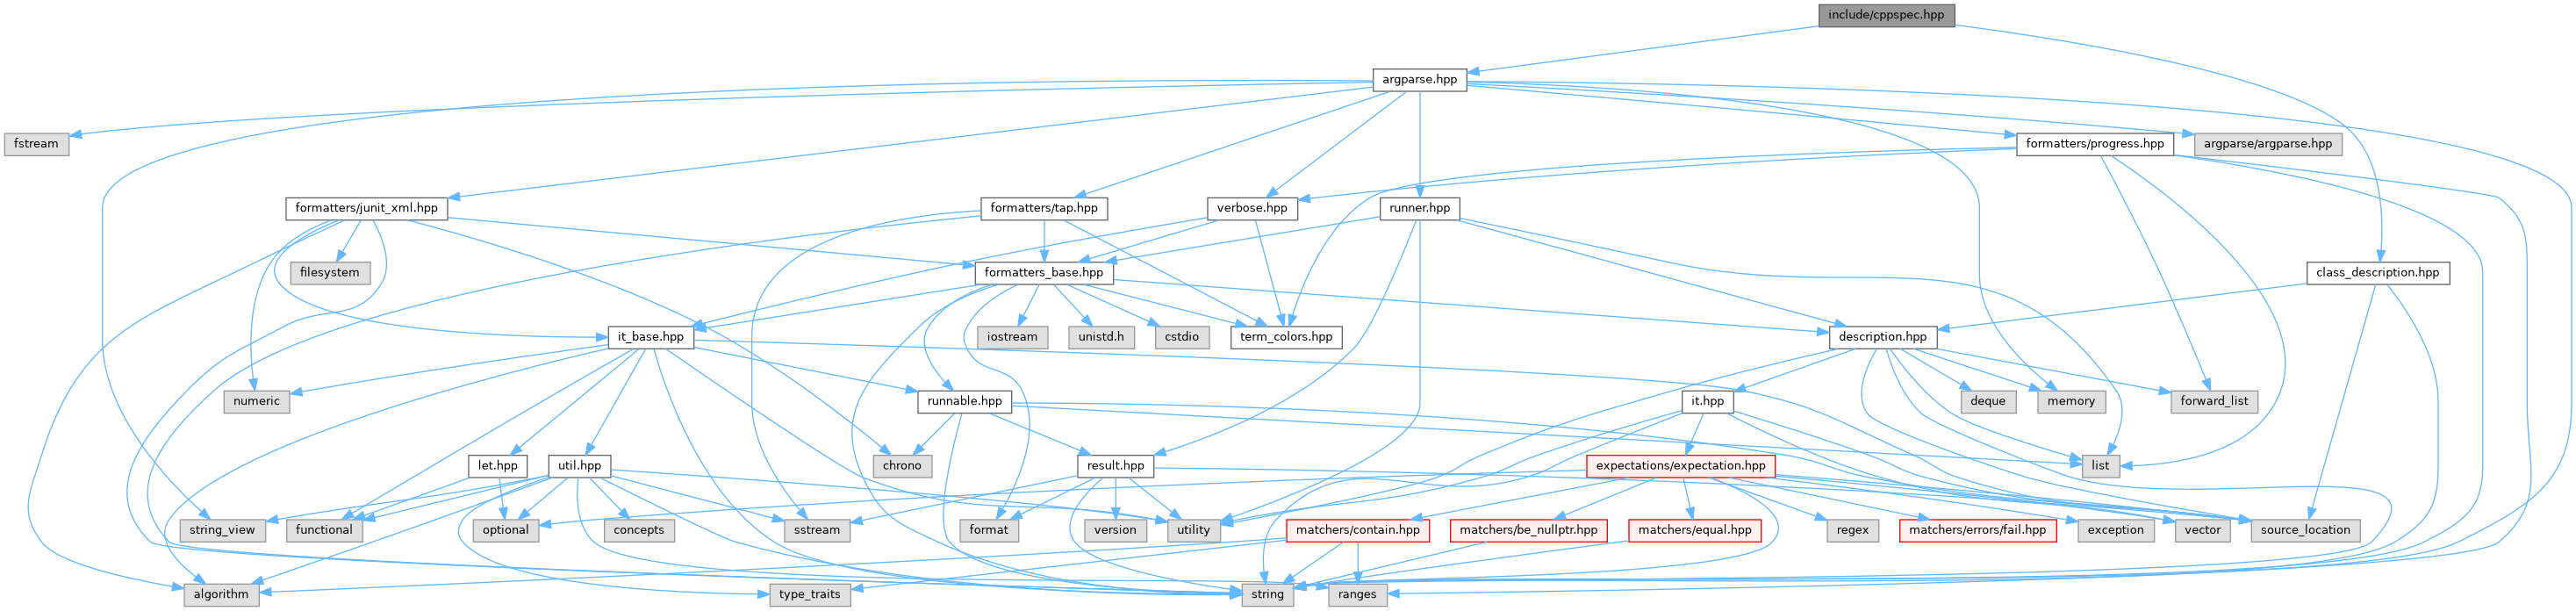 include/cppspec.hpp
argparse.hpp
fstream
formatters/progress.hpp
argparse/argparse.hpp
formatters/junit_xml.hpp
formatters/tap.hpp
verbose.hpp
runner.hpp
filesystem
formatters_base.hpp
class_description.hpp
it_base.hpp
iostream
unistd.h
cstdio
term_colors.hpp
description.hpp
numeric
runnable.hpp
it.hpp
deque
memory
forward_list
let.hpp
util.hpp
chrono
result.hpp
expectations/expectation.hpp
list
string_view
functional
optional
concepts
sstream
format
version
utility
matchers/contain.hpp
matchers/be_nullptr.hpp
matchers/equal.hpp
regex
matchers/errors/fail.hpp
exception
vector
source_location
algorithm
type_traits
string
ranges